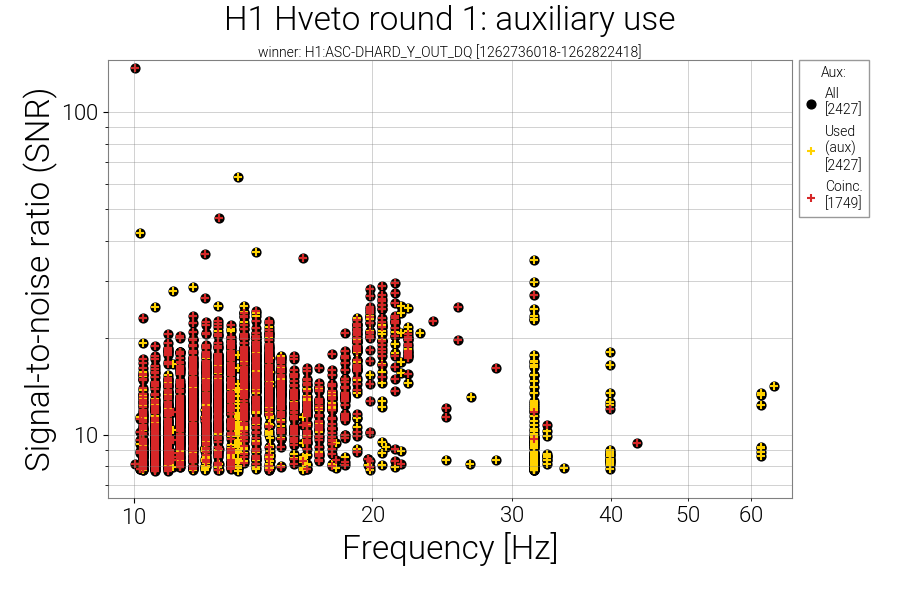 H1 Hveto round 1: auxiliary use
winner: H1:ASC-DHARD_Y_OUT_DQ [1262736018-1262822418]
Signal-to-noise ratio (SNR)
100
10
10
20
30
40
50
60
Frequency [Hz]
Aux:
All
[2427]
Used
(aux)
[2427]
Coinc.
[1749]